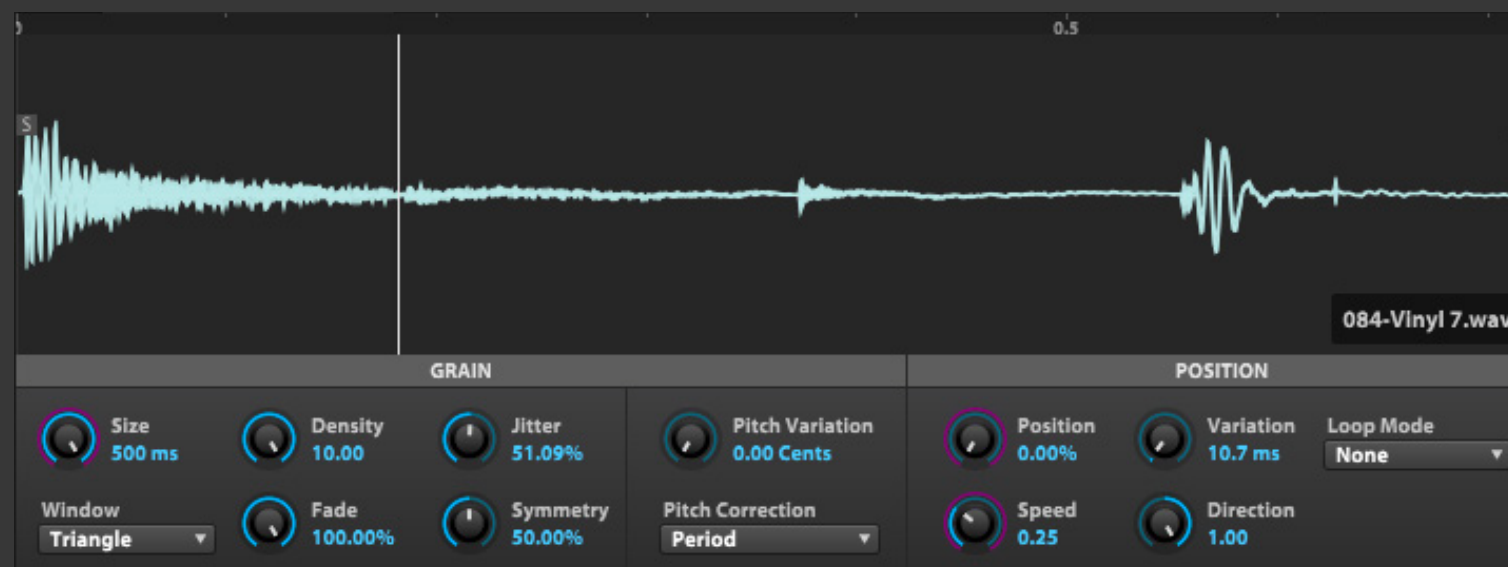 0 0.5
S
084-Vinyl 7.wav
GRAIN POSITION
Size Density Jitter Pitch Variation Position Variation Loop Mode
500 ms 10.00 51.09% 0.00 Cents 0.00% 10.7 ms None
Window Fade Symmetry Pitch Correction Speed Direction
Triangle 100.00% 50.00% Period 0.25 1.00